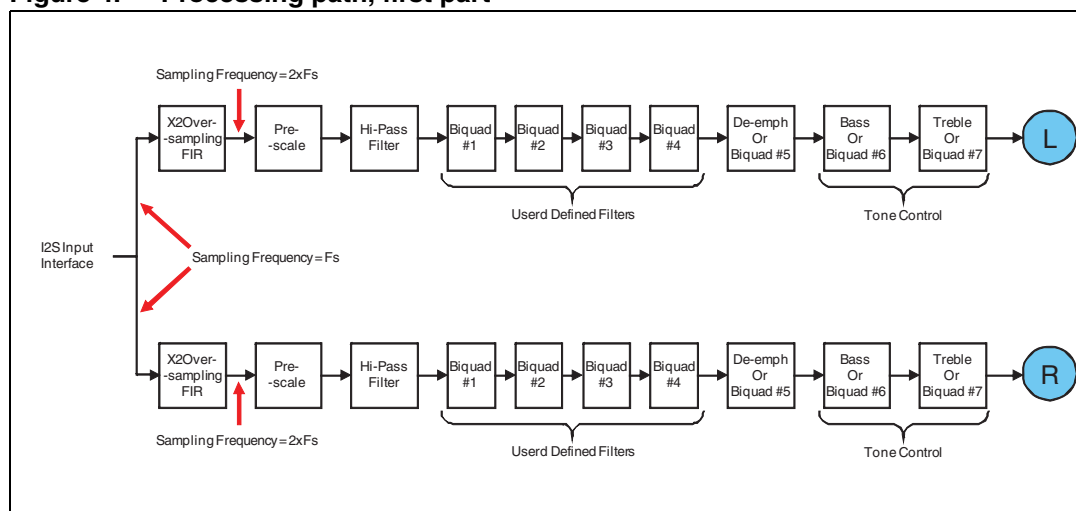 Sampling Frequency = 2xFs
X2Over-
-sampling
FIR
Pre-
-scale
Hi-Pass
Filter
Biquad
#1
Biquad
#2
Biquad
#3
Biquad
#4
De-emph
Or
Biquad #5
Bass
Or
Biquad #6
Treble
Or
Biquad #7
L
Userd Defined Filters
Tone Control
I2S Input
Interface
Sampling Frequency = Fs
X2Over-
-sampling
FIR
Pre-
-scale
Hi-Pass
Filter
Biquad
#1
Biquad
#2
Biquad
#3
Biquad
#4
De-emph
Or
Biquad #5
Bass
Or
Biquad #6
Treble
Or
Biquad #7
R
Sampling Frequency = 2xFs
Userd Defined Filters
Tone Control